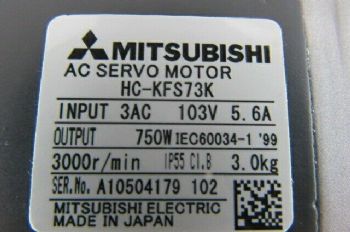 MITSUBISHI
AC SERVO MOTOR
HC-KFS73K
INPUT 3AC 103V 5.6A
OUTPUT 750W IEC60034-1 '99
3000r/min IP55 Cl.B 3.0kg
SER.No. A10504179 102
MITSUBISHI ELECTRIC
MADE IN JAPAN